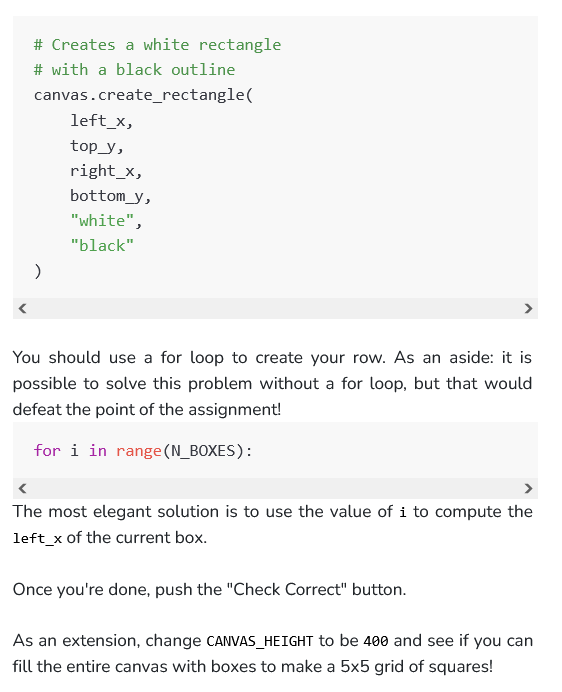 # Creates a white rectangle
# with a black outline
canvas.create_rectangle(
    left_x,
    top_y,
    right_x,
    bottom_y,
    "white",
    "black"
)
You should use a for loop to create your row. As an aside: it is
possible to solve this problem without a for loop, but that would
defeat the point of the assignment!
for i in range(N_BOXES):
The most elegant solution is to use the value of i to compute the
left_x of the current box.
Once you're done, push the "Check Correct" button.
As an extension, change CANVAS_HEIGHT to be 400 and see if you can
fill the entire canvas with boxes to make a 5x5 grid of squares!